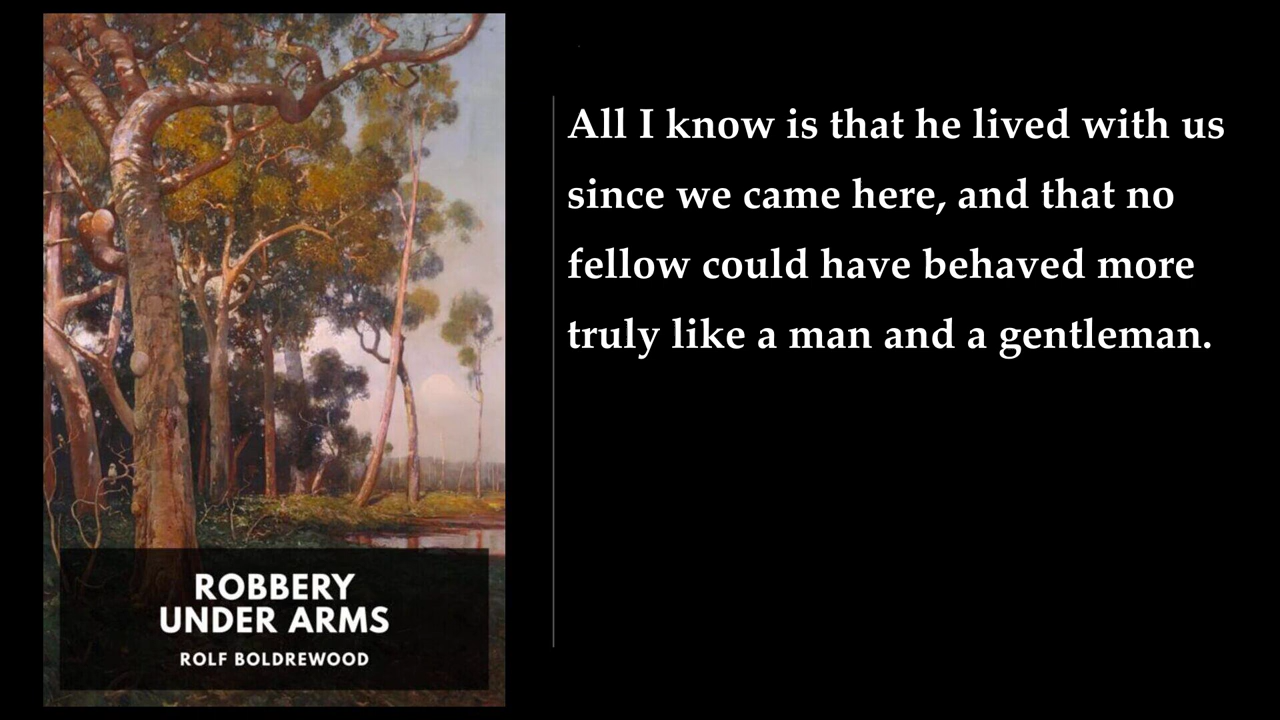 All I know is that he lived with us
since we came here, and that no
fellow could have behaved more
truly like a man and a gentleman.
ROBBERY
UNDER ARMS
ROLF BOLDREWOOD